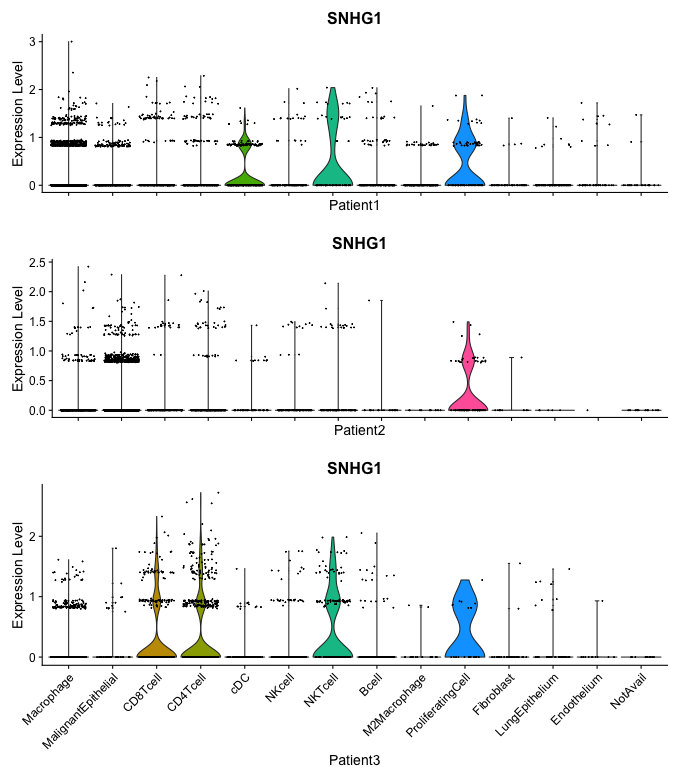 SNHG1
Expression Level
3
2
1
0
Patient1
SNHG1
Expression Level
2.5
2.0
1.5
1.0
0.5
0.0
Patient2
SNHG1
Expression Level
2
1
0
Macrophage
MalignantEpithelial
CD8Tcell
CD4Tcell
cDC
NKcell
NKTcell
Bcell
M2Macrophage
ProliferatingCell
Fibroblast
LungEpithelium
Endothelium
NotAvail
Patient3